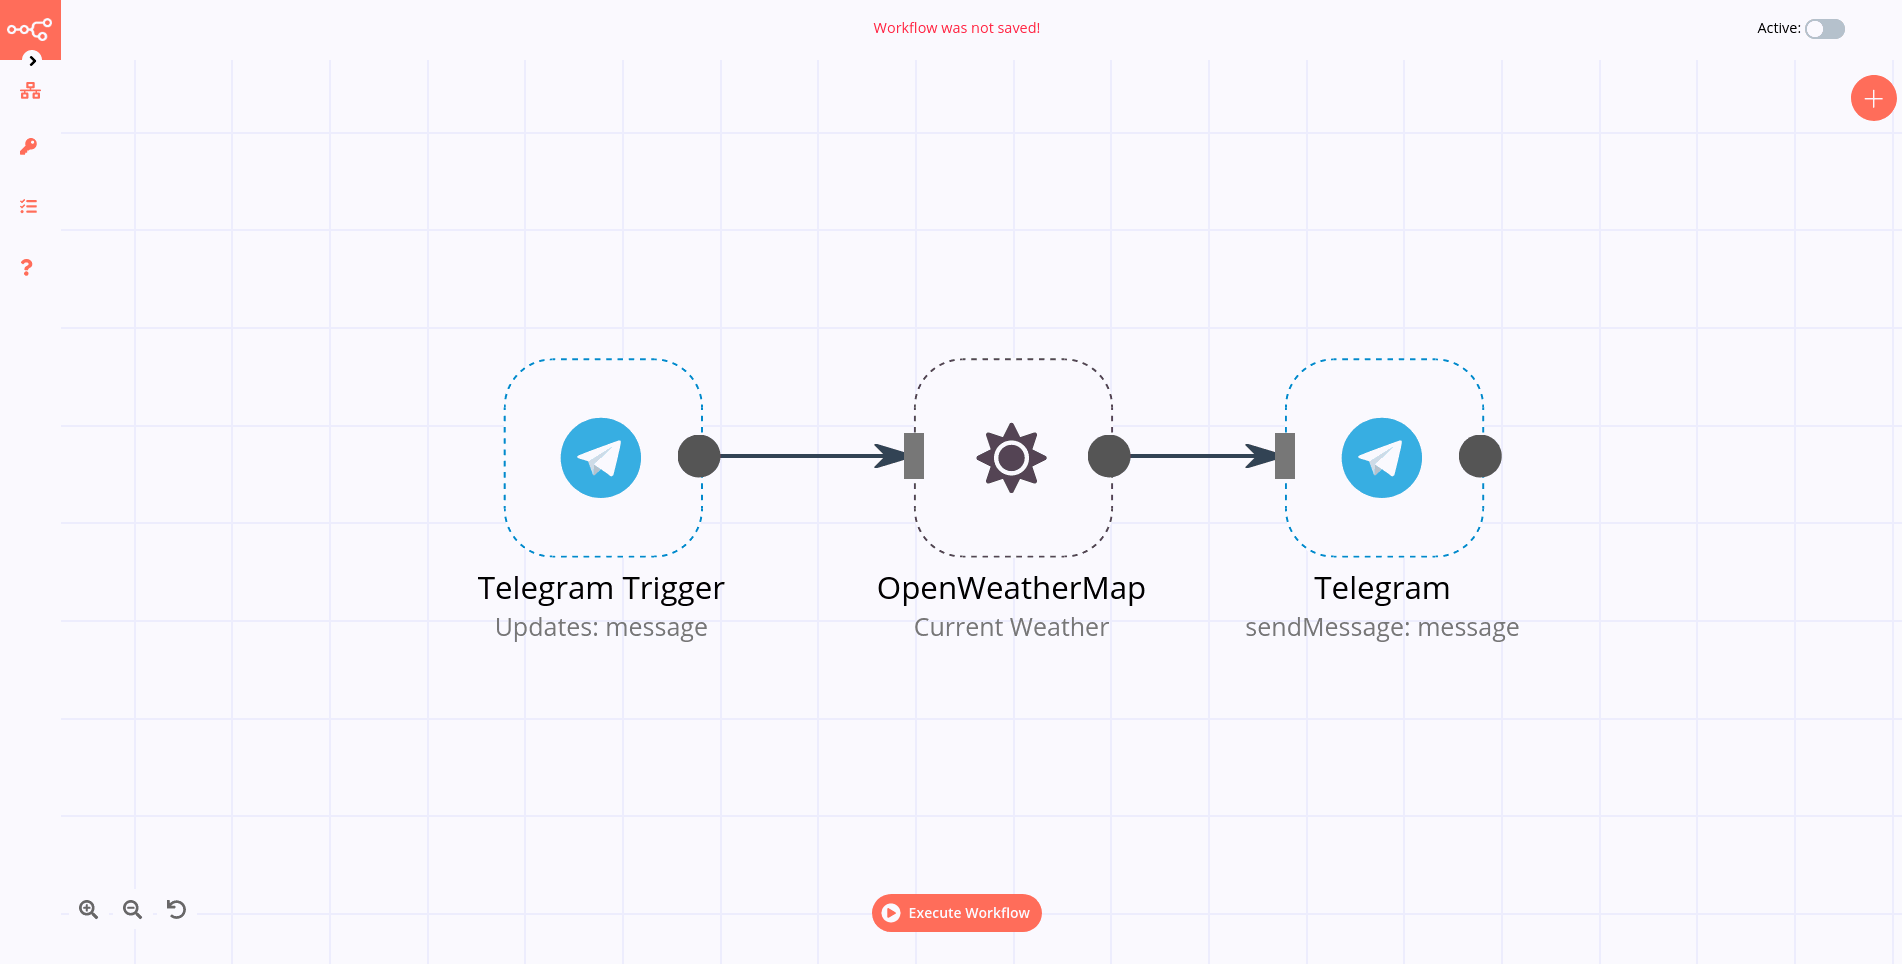 Workflow was not saved!
Active:
Telegram Trigger
Updates: message
OpenWeatherMap
Current Weather
Telegram
sendMessage: message
Execute Workflow